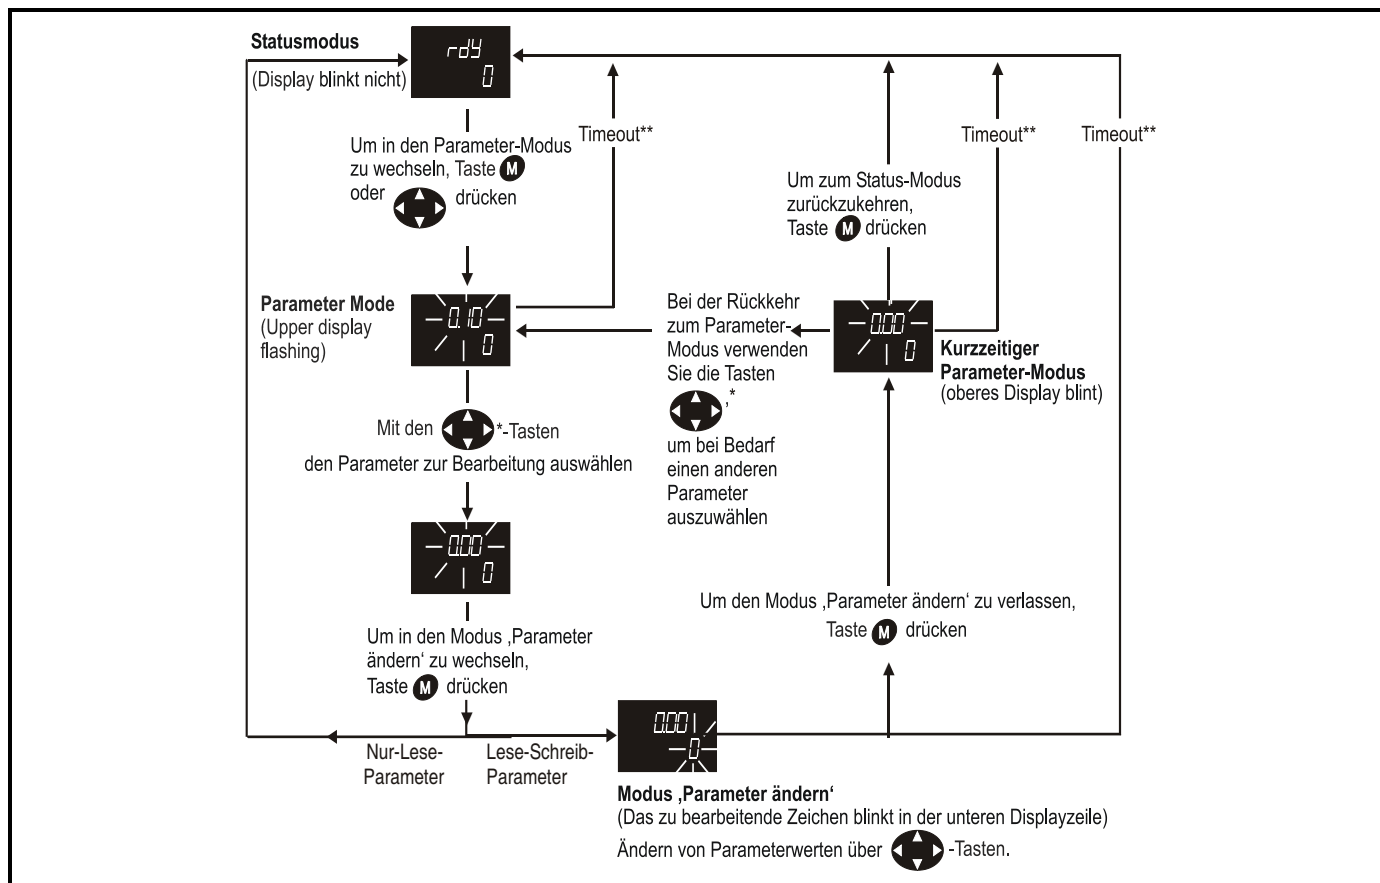 Statusmodus
(Display blinkt nicht)
rdY
0
Um in den Parameter-Modus
zu wechseln, Taste M
oder drücken
Timeout**
Timeout**
Timeout**
Um zum Status-Modus
zurückzukehren,
Taste M drücken
Parameter Mode
(Upper display
flashing)
0.10
0
Bei der Rückkehr
zum Parameter-
Modus verwenden
Sie die Tasten
,*
um bei Bedarf
einen anderen
Parameter
auszuwählen
0.00
0
Kurzzeitiger
Parameter-Modus
(oberes Display blint)
Mit den *-Tasten
den Parameter zur Bearbeitung auswählen
0.00
0
Um in den Modus ‚Parameter
ändern‘ zu wechseln,
Taste M drücken
Um den Modus ‚Parameter ändern‘ zu verlassen,
Taste M drücken
Nur-Lese-
Parameter
Lese-Schreib-
Parameter
0.00
0
Modus ‚Parameter ändern‘
(Das zu bearbeitende Zeichen blinkt in der unteren Displayzeile)
Ändern von Parameterwerten über -Tasten.